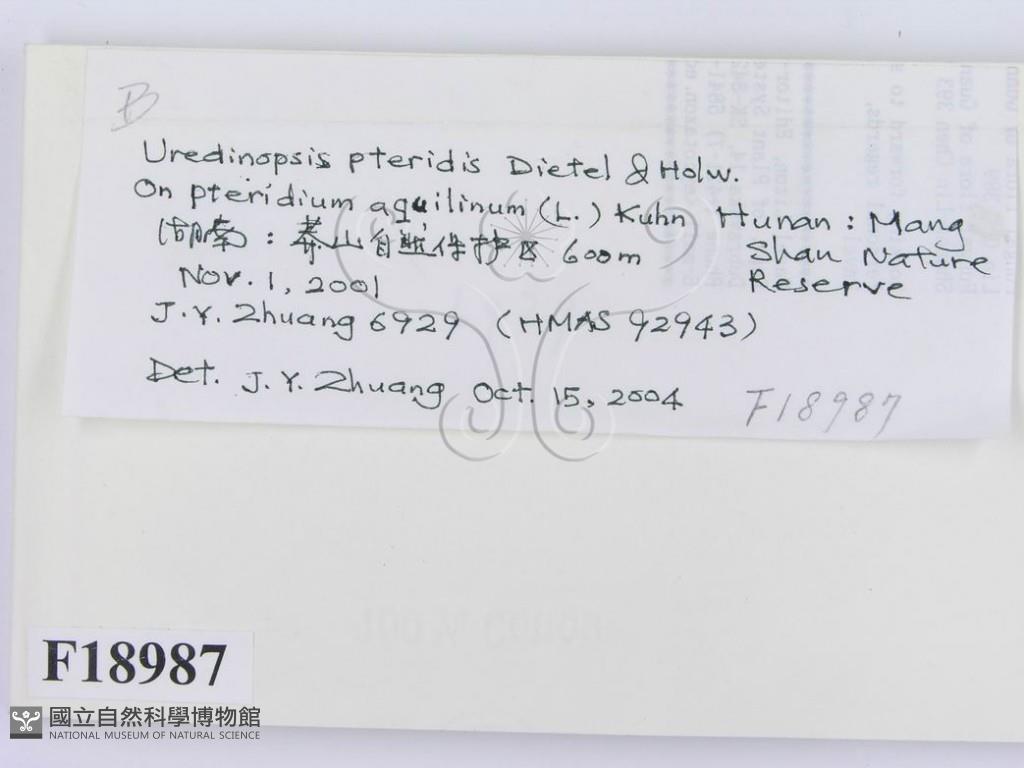 B
Uredinopsis pteridis Dietel & Holw.
On pteridium aquilinum (L.) Kuhn Hunan : Mang
湖南 : 莽山自然保护区 600m Shan Nature
Nov. 1, 2001 Reserve
J.Y. Zhuang 6929 (HMAS 92943)
Det. J. Y. Zhuang Oct. 15, 2004
F18987
F18987
國立自然科學博物館
NATIONAL MUSEUM OF NATURAL SCIENCE